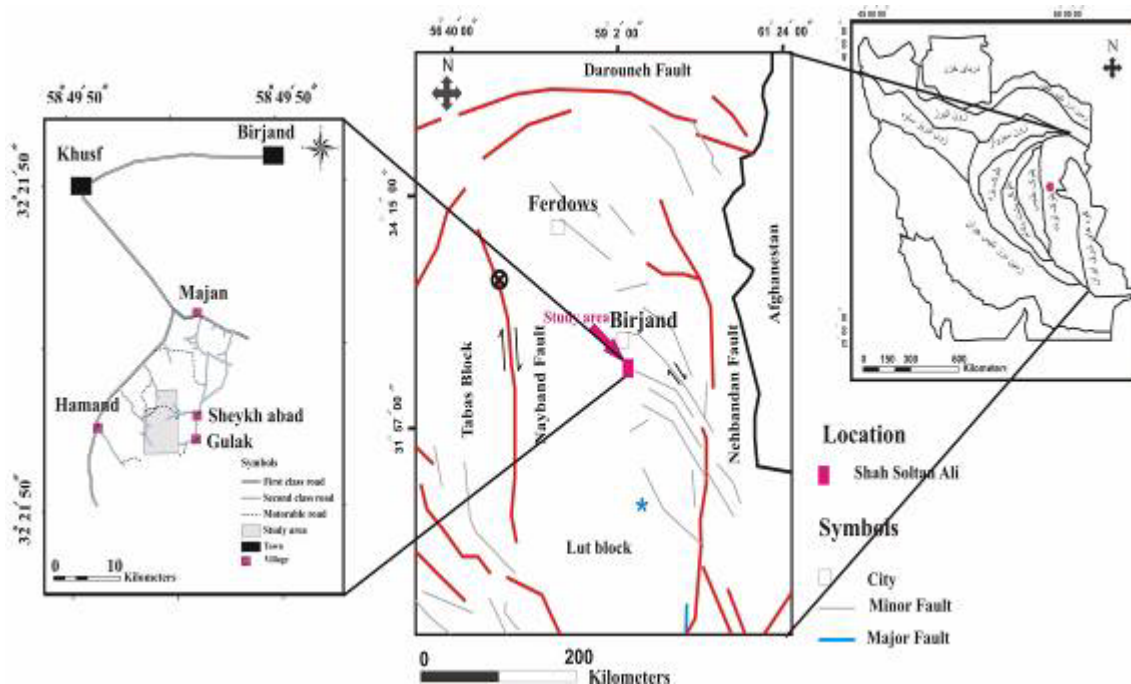 58° 49' 50"
58° 49' 50"
Birjand
Khusf
32° 21' 50"
Majan
Hamand
Sheykh abad
Gulak
32° 21' 50"
Symbols
First class road
Second class road
Motorable road
Study area
Town
Village
0 10
Kilometers
56 40 00
59 2 00
61 24 00
N
Darouneh Fault
34 15 00
Ferdows
Afghanestan
Study area
Birjand
Tabas Block
Nayband Fault
Nehbandan Fault
31 57 00
Lut block
0 200
Kilometers
N
0 150 300 600
Kilometers
Location
Shah Soltan Ali
Symbols
City
Minor Fault
Major Fault